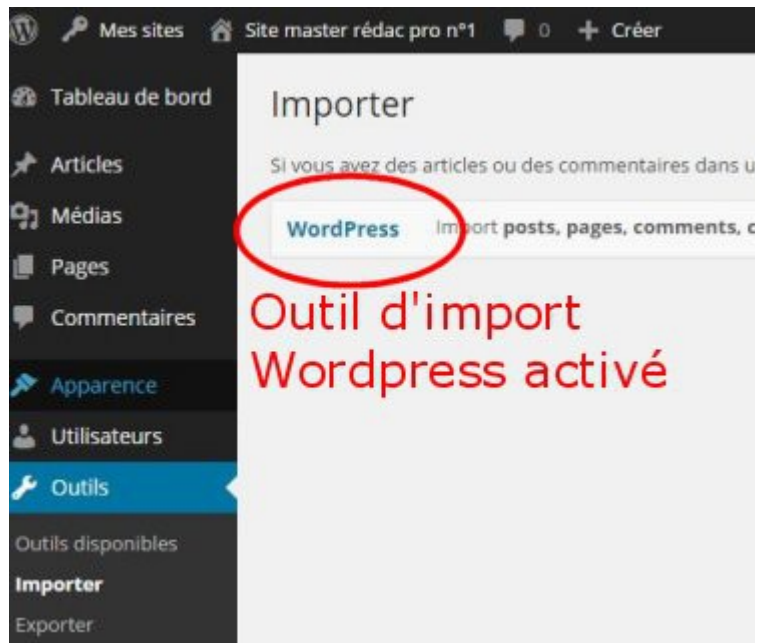 Mes sites Site master rédac pro n°1 0 + Créer
Tableau de bord
Importer
Articles
Si vous avez des articles ou des commentaires dans u
Médias
WordPress Import posts, pages, comments, c
Pages
Commentaires
Outil d'import
Wordpress activé
Apparence
Utilisateurs
Outils
Outils disponibles
Importer
Exporter